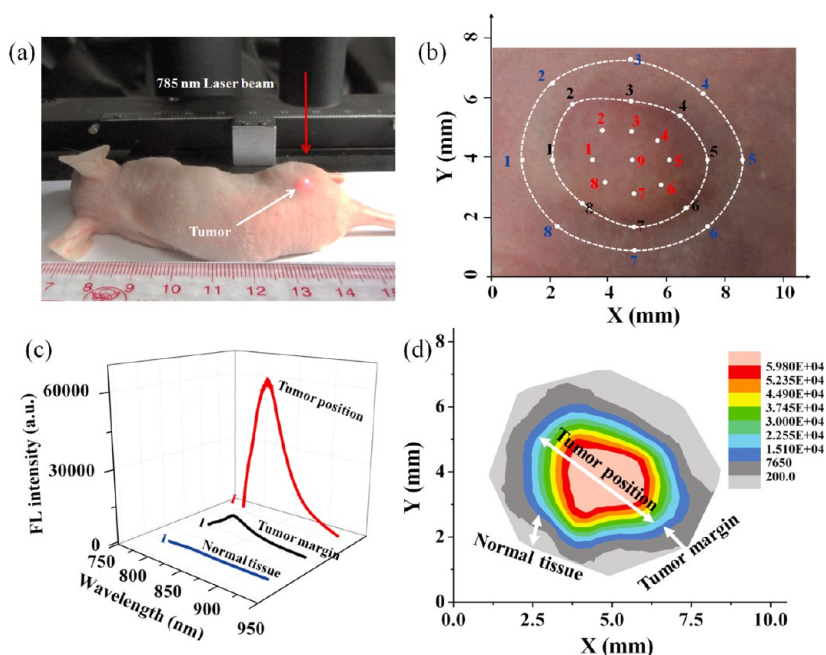 (a)
785 nm Laser beam
Tumor
7 8 9 10 11 12 13 14 15
(b)
Y (mm)
8
6
4
2
0
0 2 4 6 8 10
X (mm)
1 2 3 4 5 6 7 8
1 2 3 4 5 6 7 8
1 2 3 4 5 6 7 8 9
(c)
FL intensity (a.u.)
60000
30000
0
750 800 850 900 950
Wavelength (nm)
Tumor position
Tumor margin
Normal tissue
I
I
I
(d)
Y (mm)
8
6
4
2
0
0.0 2.5 5.0 7.5 10.0
X (mm)
Tumor position
Normal tissue
Tumor margin
5.980E+04
5.235E+04
4.490E+04
3.745E+04
3.000E+04
2.255E+04
1.510E+04
7650
200.0